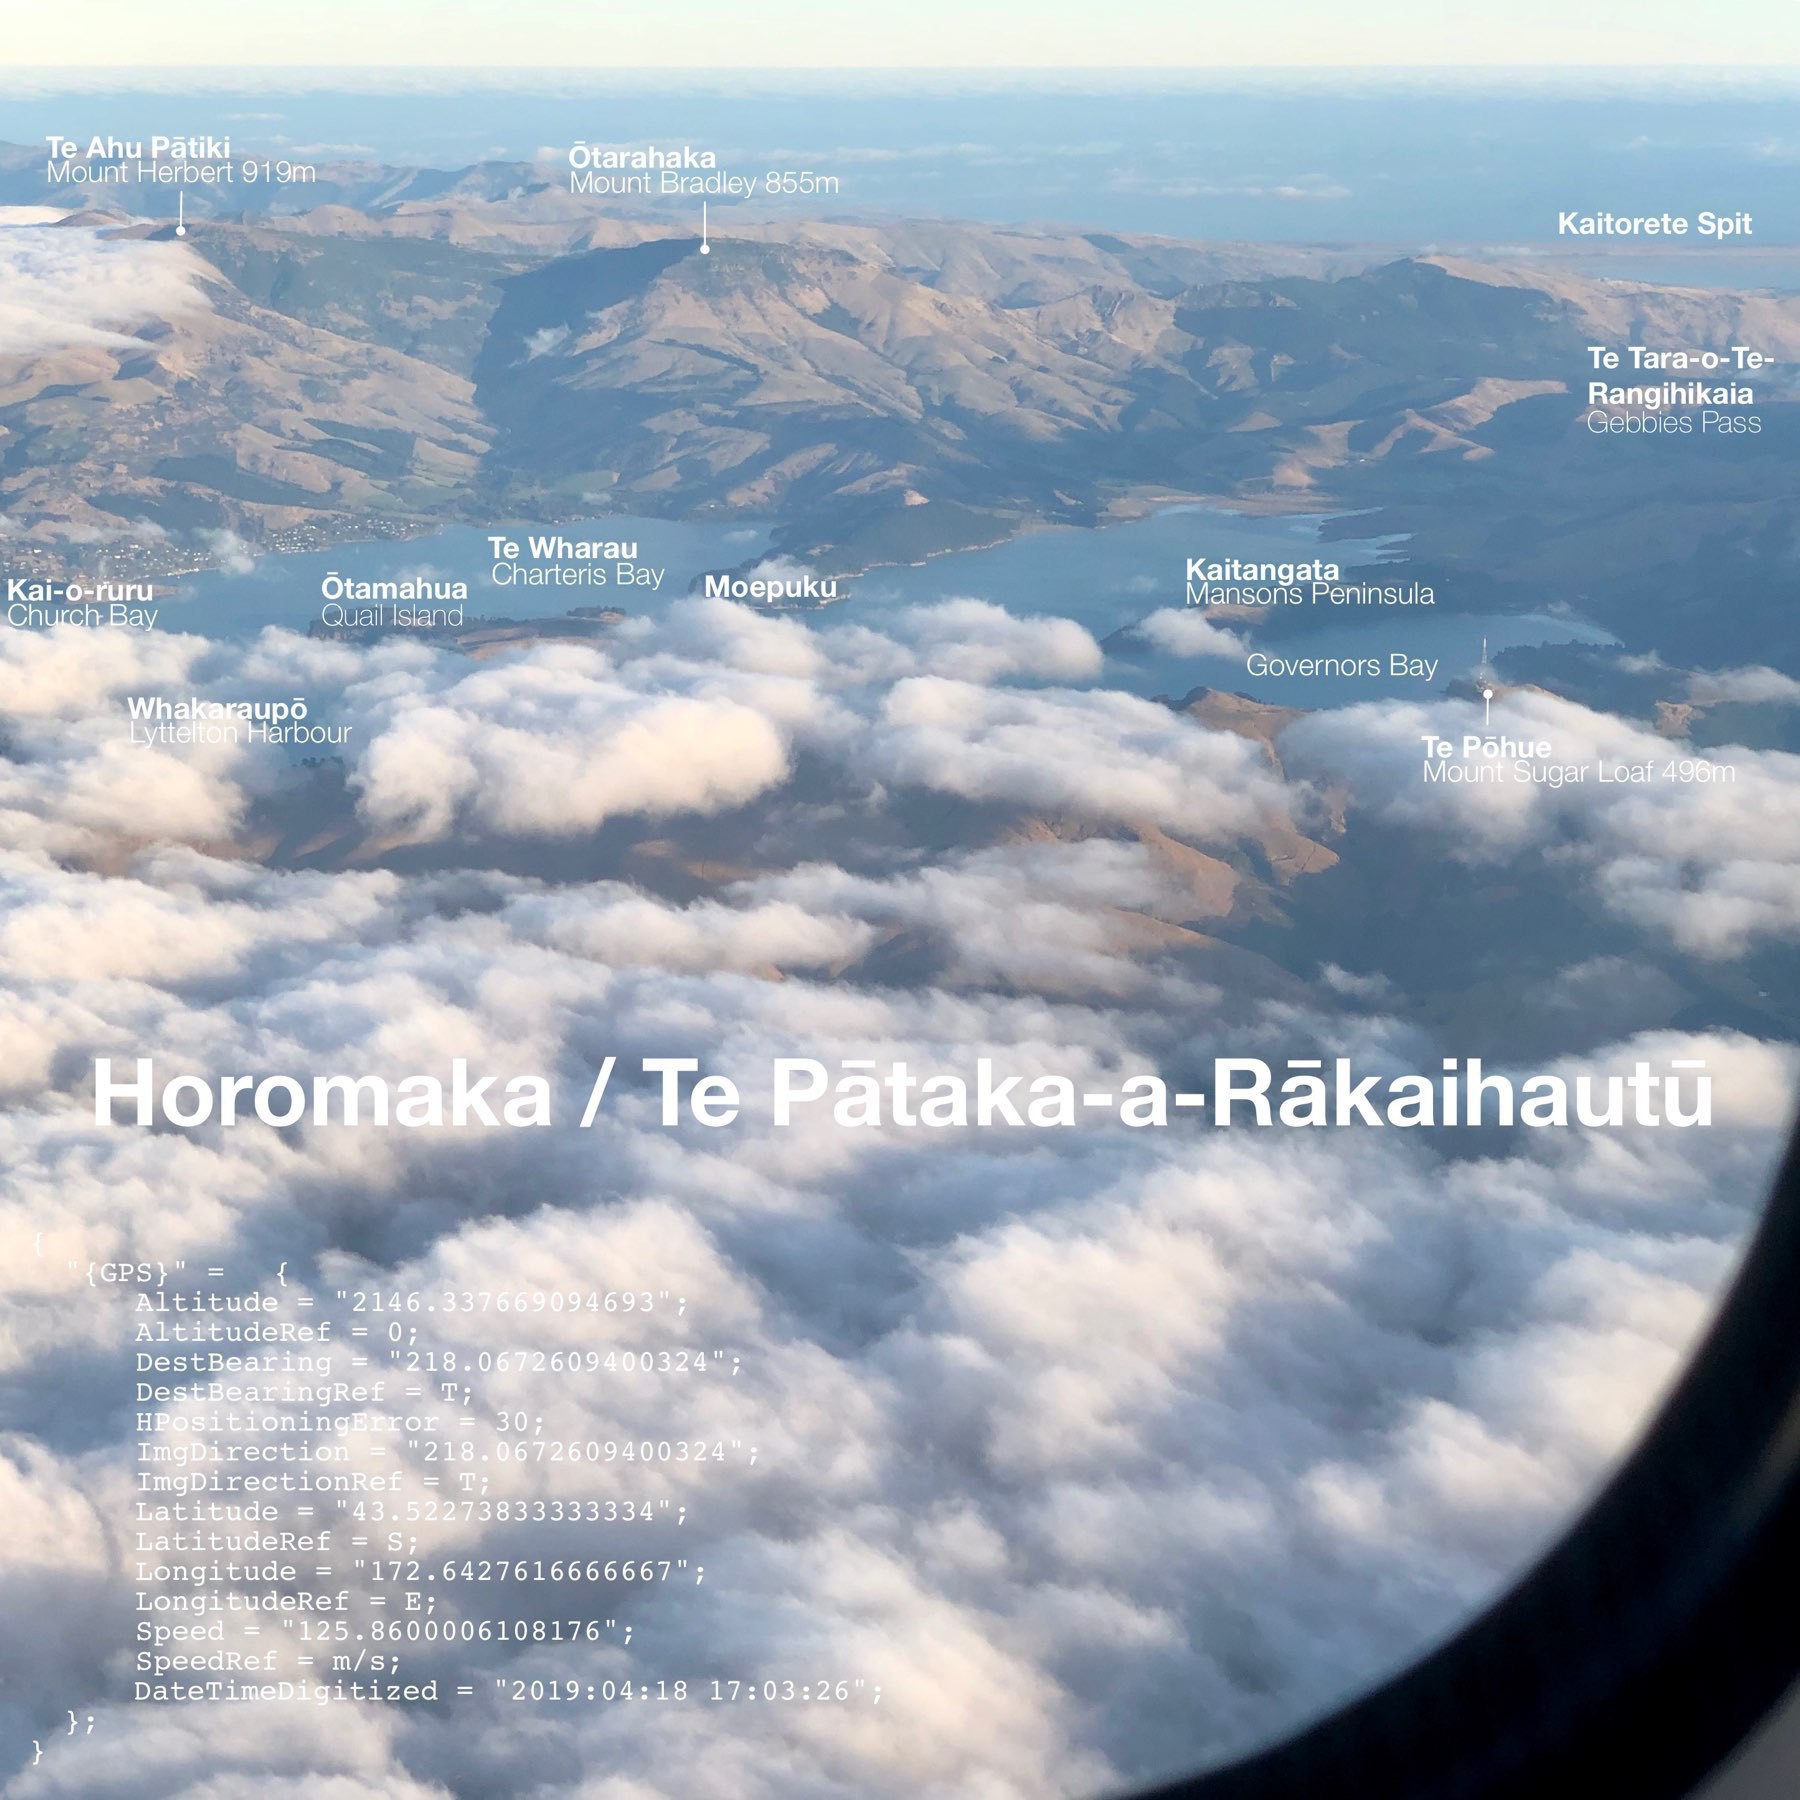 Te Ahu Pātiki
Mount Herbert 919m
Ōtarahaka
Mount Bradley 855m
Kaitorete Spit
Te Tara-o-Te-
Rangihikaia
Gebbies Pass
Te Wharau
Charteris Bay
Kai-o-ruru
Church Bay
Ōtamahua
Quail Island
Moepuku
Kaitangata
Mansons Peninsula
Governors Bay
Whakaraupō
Lyttelton Harbour
Te Pōhue
Mount Sugar Loaf 496m
Horomaka / Te Pātaka-a-Rākaihautū
{
"{GPS}" = {
Altitude = "2146.337669094693";
AltitudeRef = 0;
DestBearing = "218.0672609400324";
DestBearingRef = T;
HPositioningError = 30;
ImgDirection = "218.0672609400324";
ImgDirectionRef = T;
Latitude = "43.52273833333334";
LatitudeRef = S;
Longitude = "172.6427616666667";
LongitudeRef = E;
Speed = "125.8600006108176";
SpeedRef = m/s;
DateTimeDigitized = "2019:04:18 17:03:26";
};
}